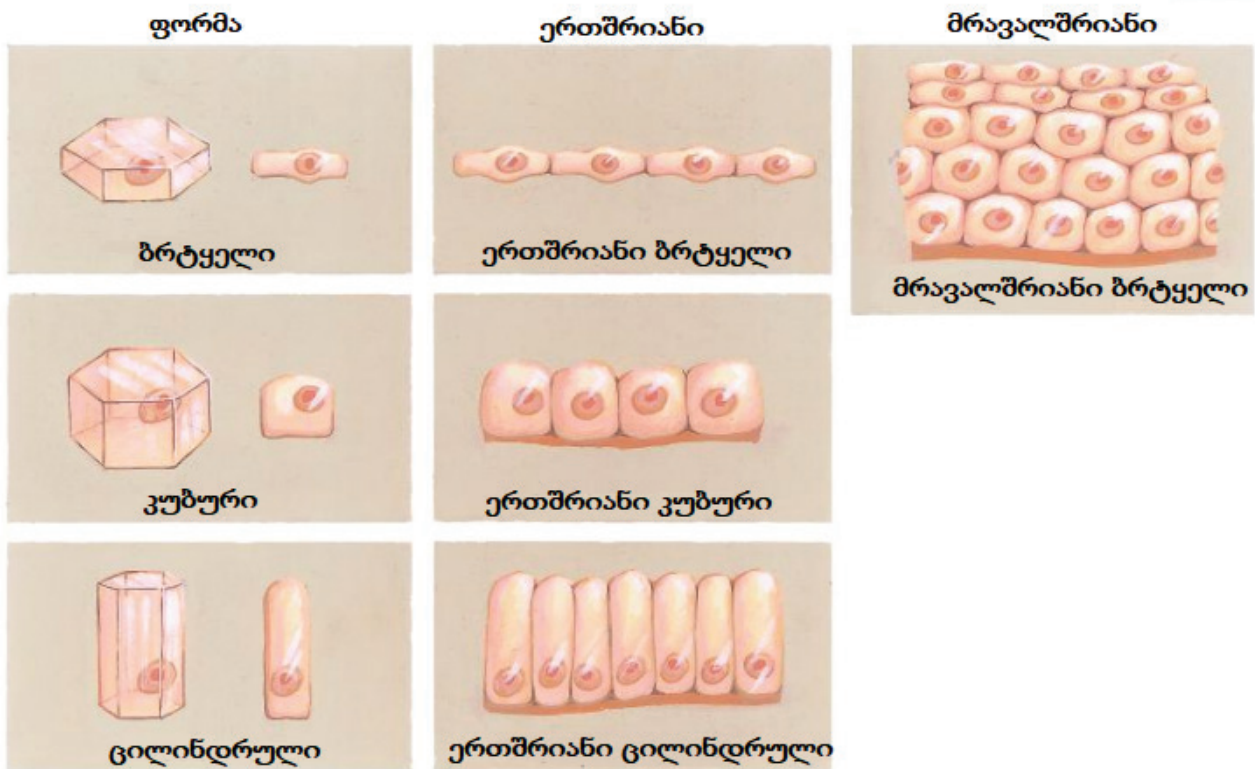 ფორმა
ერთშრიანი
მრავალშრიანი
ბრტყელი
ერთშრიანი ბრტყელი
მრავალშრიანი ბრტყელი
კუბური
ერთშრიანი კუბური
ცილინდრული
ერთშრიანი ცილინდრული